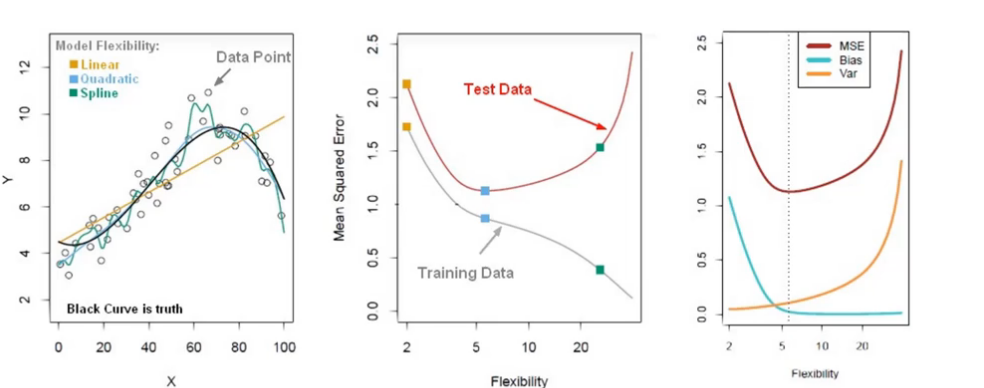 Model Flexibility:
Linear
Quadratic
Spline
Data Point
Black Curve is truth
Y
2
4
6
8
10
12
0 20 40 60 80 100
X
Test Data
Training Data
Mean Squared Error
0.0
0.5
1.0
1.5
2.0
2.5
2 5 10 20
Flexibility
MSE
Bias
Var
0.0
0.5
1.0
1.5
2.0
2.5
2 5 10 20
Flexibility